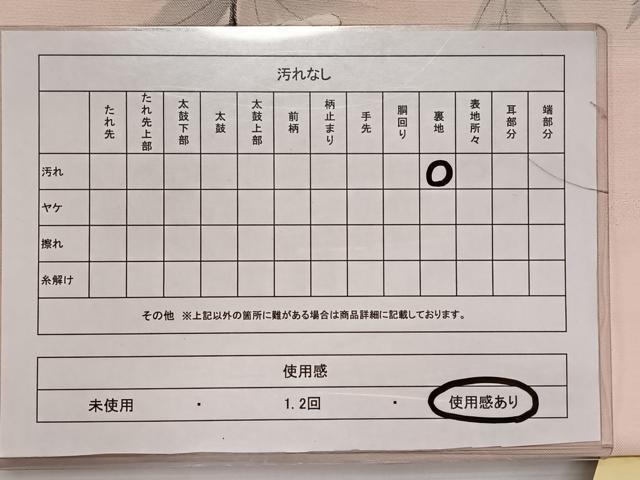 汚れなし
たれ先 たれ先上部 太鼓下部 太鼓 太鼓上部 前柄 柄止まり 手先 胴回り 裏地 表地所々 耳部分 端部分
汚れ
ヤケ
擦れ
糸解け
その他 ※上記以外の箇所に難がある場合は商品詳細に記載しております。
使用感
未使用 ・ 1.2回 ・ 使用感あり